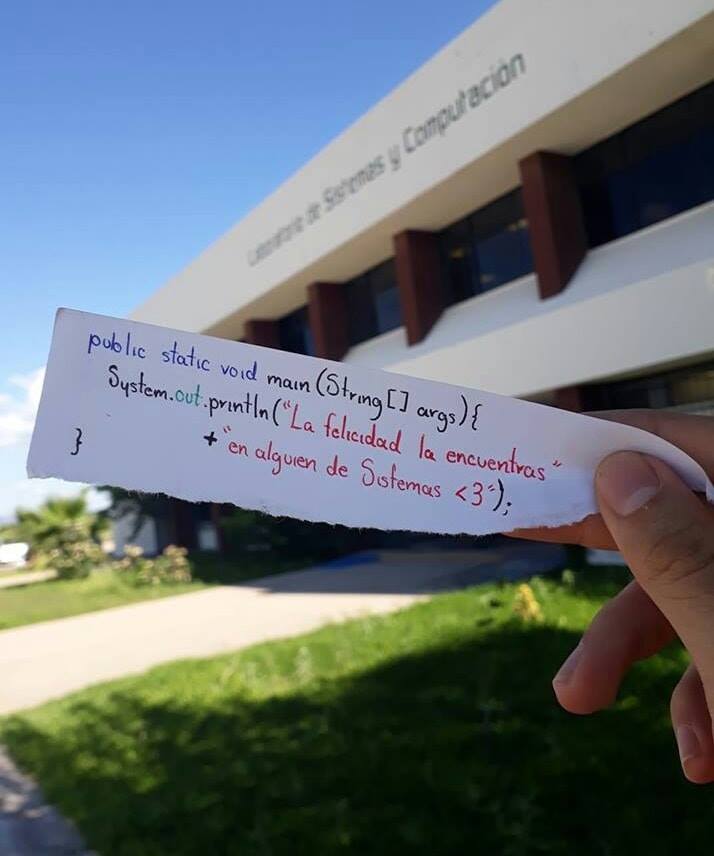 Laboratorio de Sistemas y Computación
public static void main (String [] args) {
System.out.println("La felicidad la encuentras"
+ "en alguien de Sistemas <3");
}